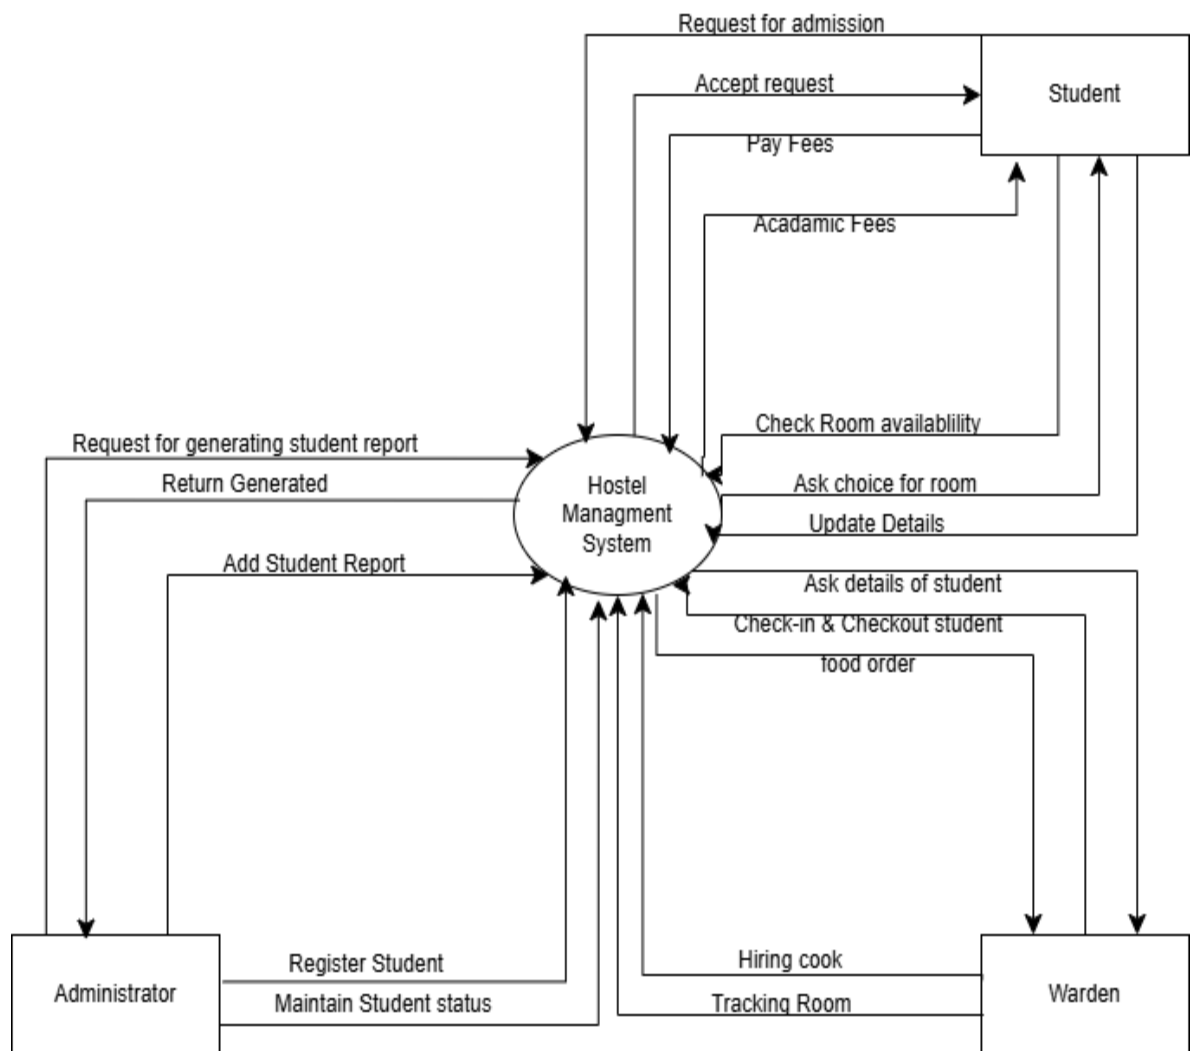 Request for admission
Accept request
Student
Pay Fees
Acadamic Fees
Check Room availablility
Request for generating student report
Return Generated
Hostel
Managment
System
Ask choice for room
Update Details
Add Student Report
Ask details of student
Check-in & Checkout student
food order
Register Student
Maintain Student status
Administrator
Hiring cook
Tracking Room
Warden